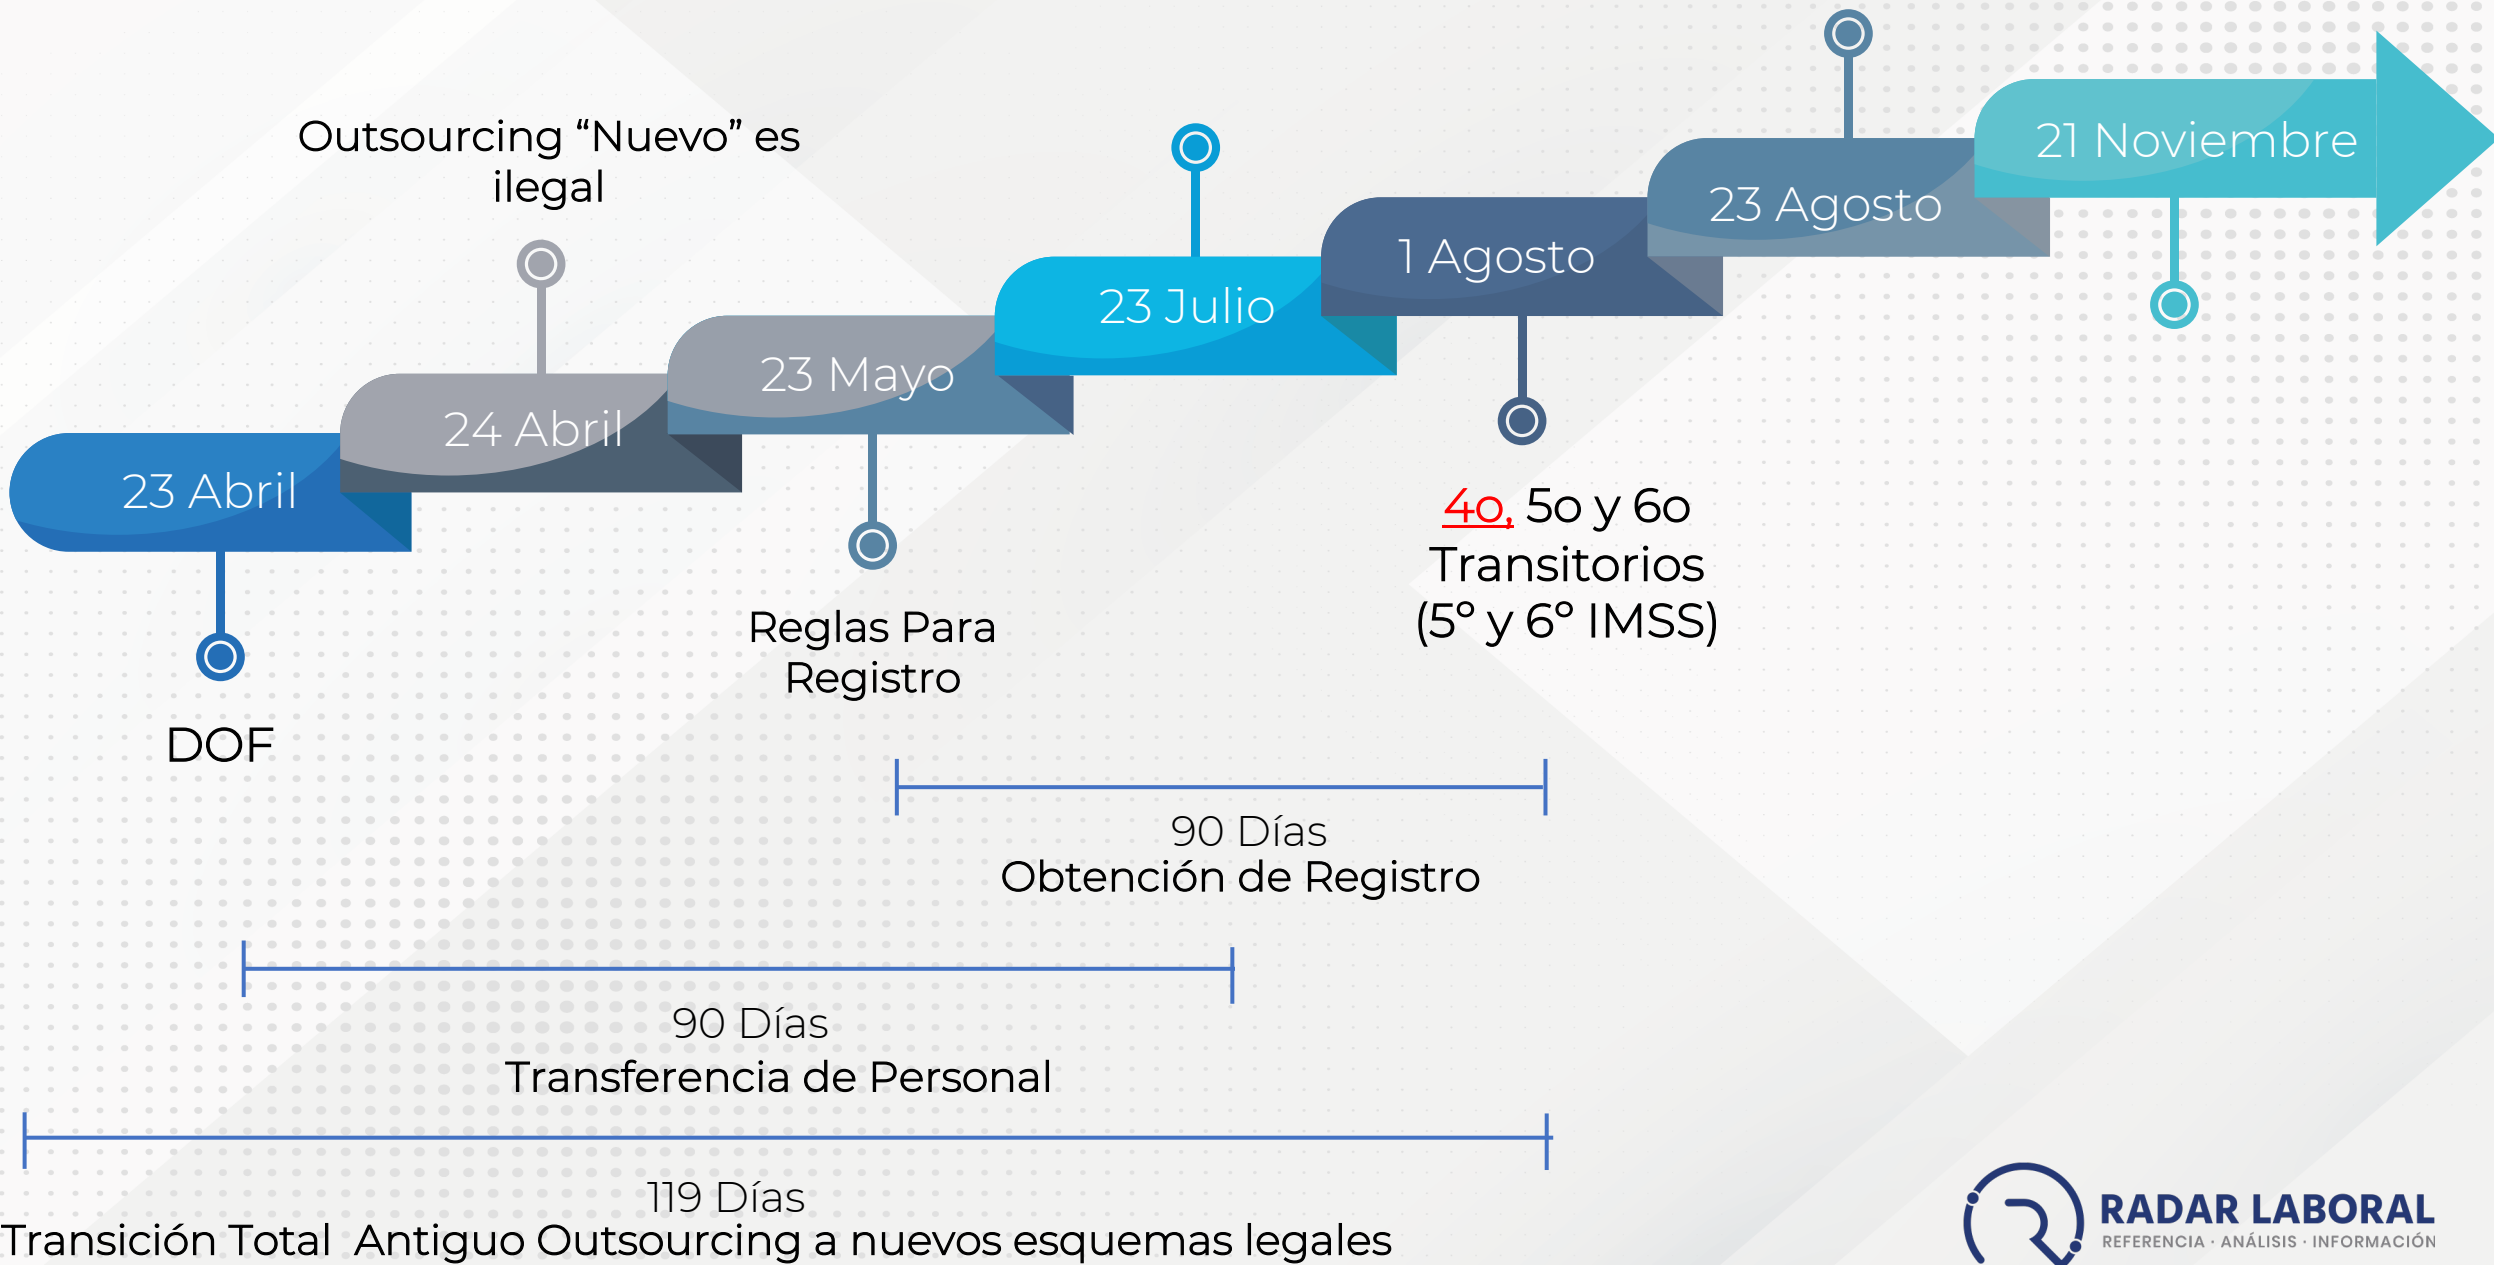 Outsourcing “Nuevo” es
ilegal
21 Noviembre
23 Agosto
1 Agosto
23 Julio
23 Mayo
24 Abril
23 Abril
4o, 5o y 6o
Transitorios
(5º y 6º IMSS)
Reglas Para
Registro
DOF
90 Días
Obtención de Registro
90 Días
Transferencia de Personal
119 Días
Transición Total Antiguo Outsourcing a nuevos esquemas legales
RADAR LABORAL
REFERENCIA · ANÁLISIS · INFORMACIÓN